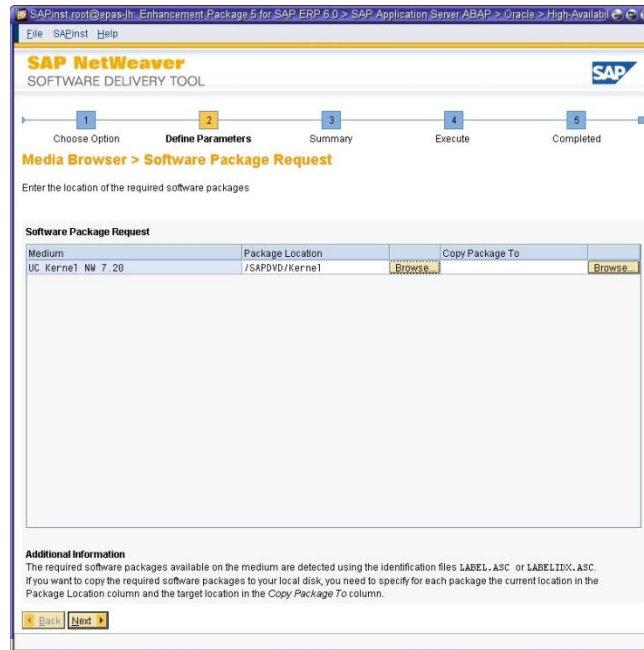 SAPinst root@epas-lh: Enhancement Package 5 for SAP ERP 6.0 > SAP Application Server ABAP > Oracle > High-Availabil
File SAPinst Help
SAP NetWeaver
SOFTWARE DELIVERY TOOL
SAP
1 2 3 4 5
Choose Option Define Parameters Summary Execute Completed
Media Browser > Software Package Request
Enter the location of the required software packages
Software Package Request
Medium Package Location Copy Package To
UC Kernel NW 7.20 /SAPDVD/Kernel Browse... Browse...
Additional Information
The required software packages available on the medium are detected using the identification files LABEL.ASC or LABELIDX.ASC.
If you want to copy the required software packages to your local disk, you need to specify for each package the current location in the
Package Location column and the target location in the Copy Package To column.
Back Next